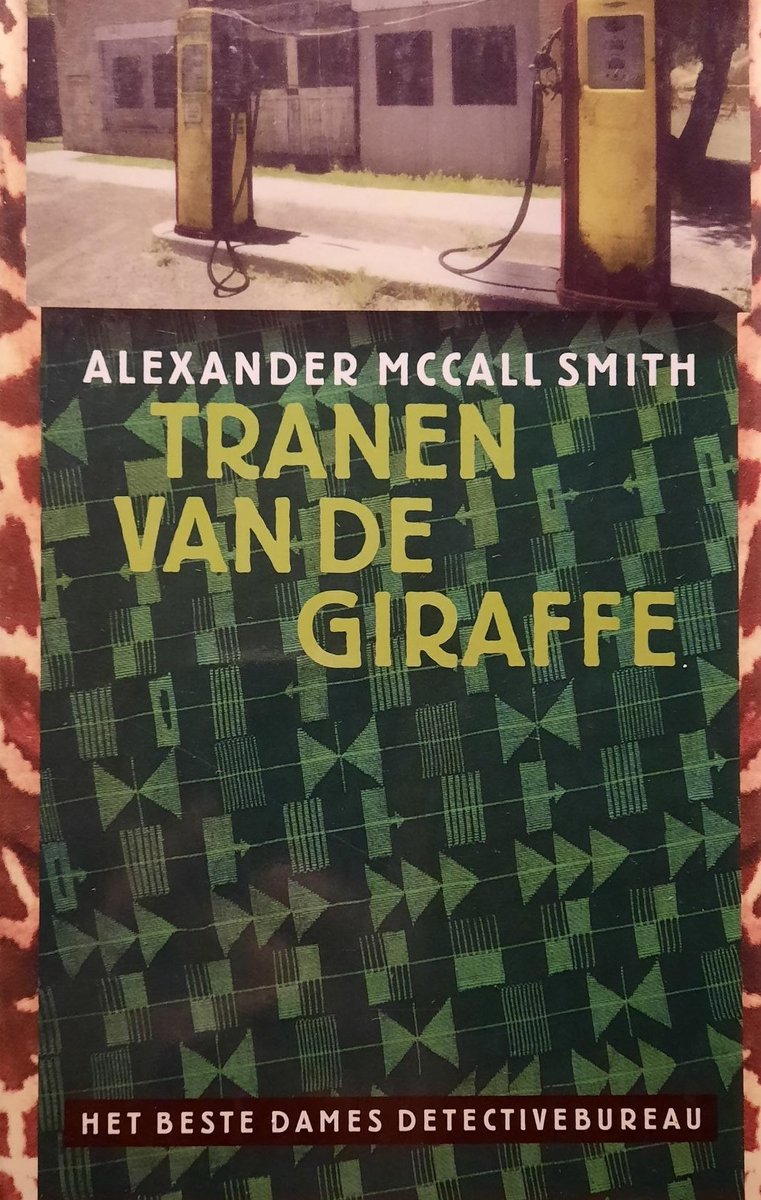 ALEXANDER MCCALL SMITH
TRANEN
VAN DE
GIRAFFE
HET BESTE DAMES DETECTIVEBUREAU